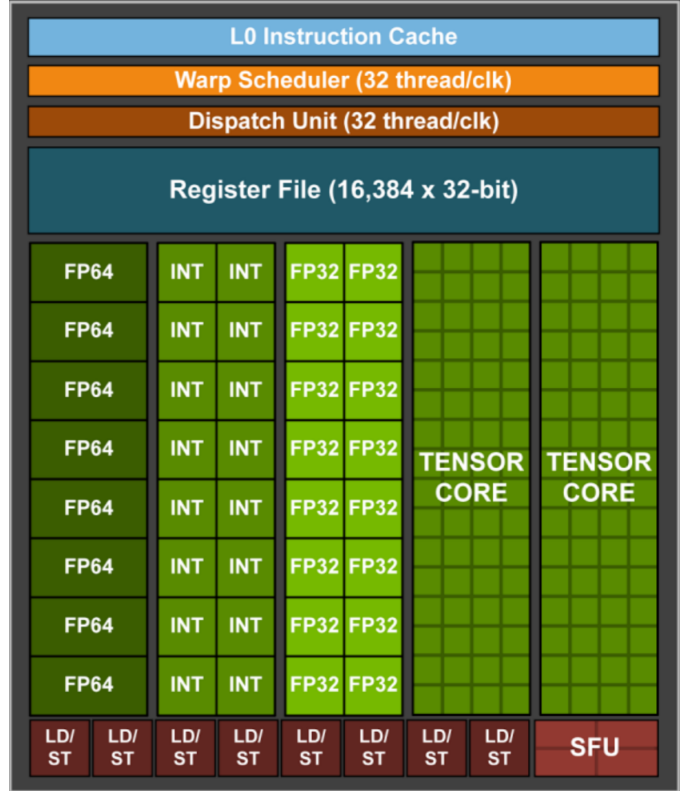 L0 Instruction Cache
Warp Scheduler (32 thread/clk)
Dispatch Unit (32 thread/clk)
Register File (16,384 x 32-bit)
FP64 INT INT FP32 FP32
FP64 INT INT FP32 FP32
FP64 INT INT FP32 FP32
FP64 INT INT FP32 FP32
TENSOR CORE TENSOR CORE
FP64 INT INT FP32 FP32
FP64 INT INT FP32 FP32
FP64 INT INT FP32 FP32
FP64 INT INT FP32 FP32
LD/ LD/ LD/ LD/ LD/ LD/ LD/ LD/
ST ST ST ST ST ST ST ST
SFU